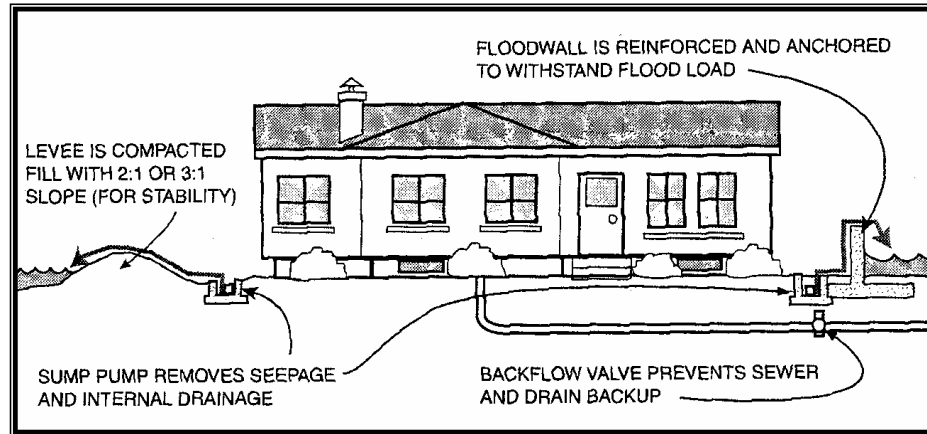 FLOODWALL IS REINFORCED AND ANCHORED
TO WITHSTAND FLOOD LOAD
LEVEE IS COMPACTED
FILL WITH 2:1 OR 3:1
SLOPE (FOR STABILITY)
SUMP PUMP REMOVES SEEPAGE
AND INTERNAL DRAINAGE
BACKFLOW VALVE PREVENTS SEWER
AND DRAIN BACKUP